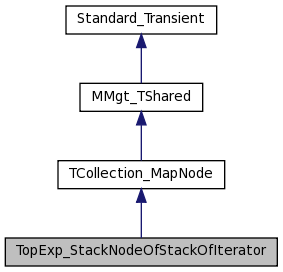 Standard_Transient
MMgt_TShared
TCollection_MapNode
TopExp_StackNodeOfStackOfIterator